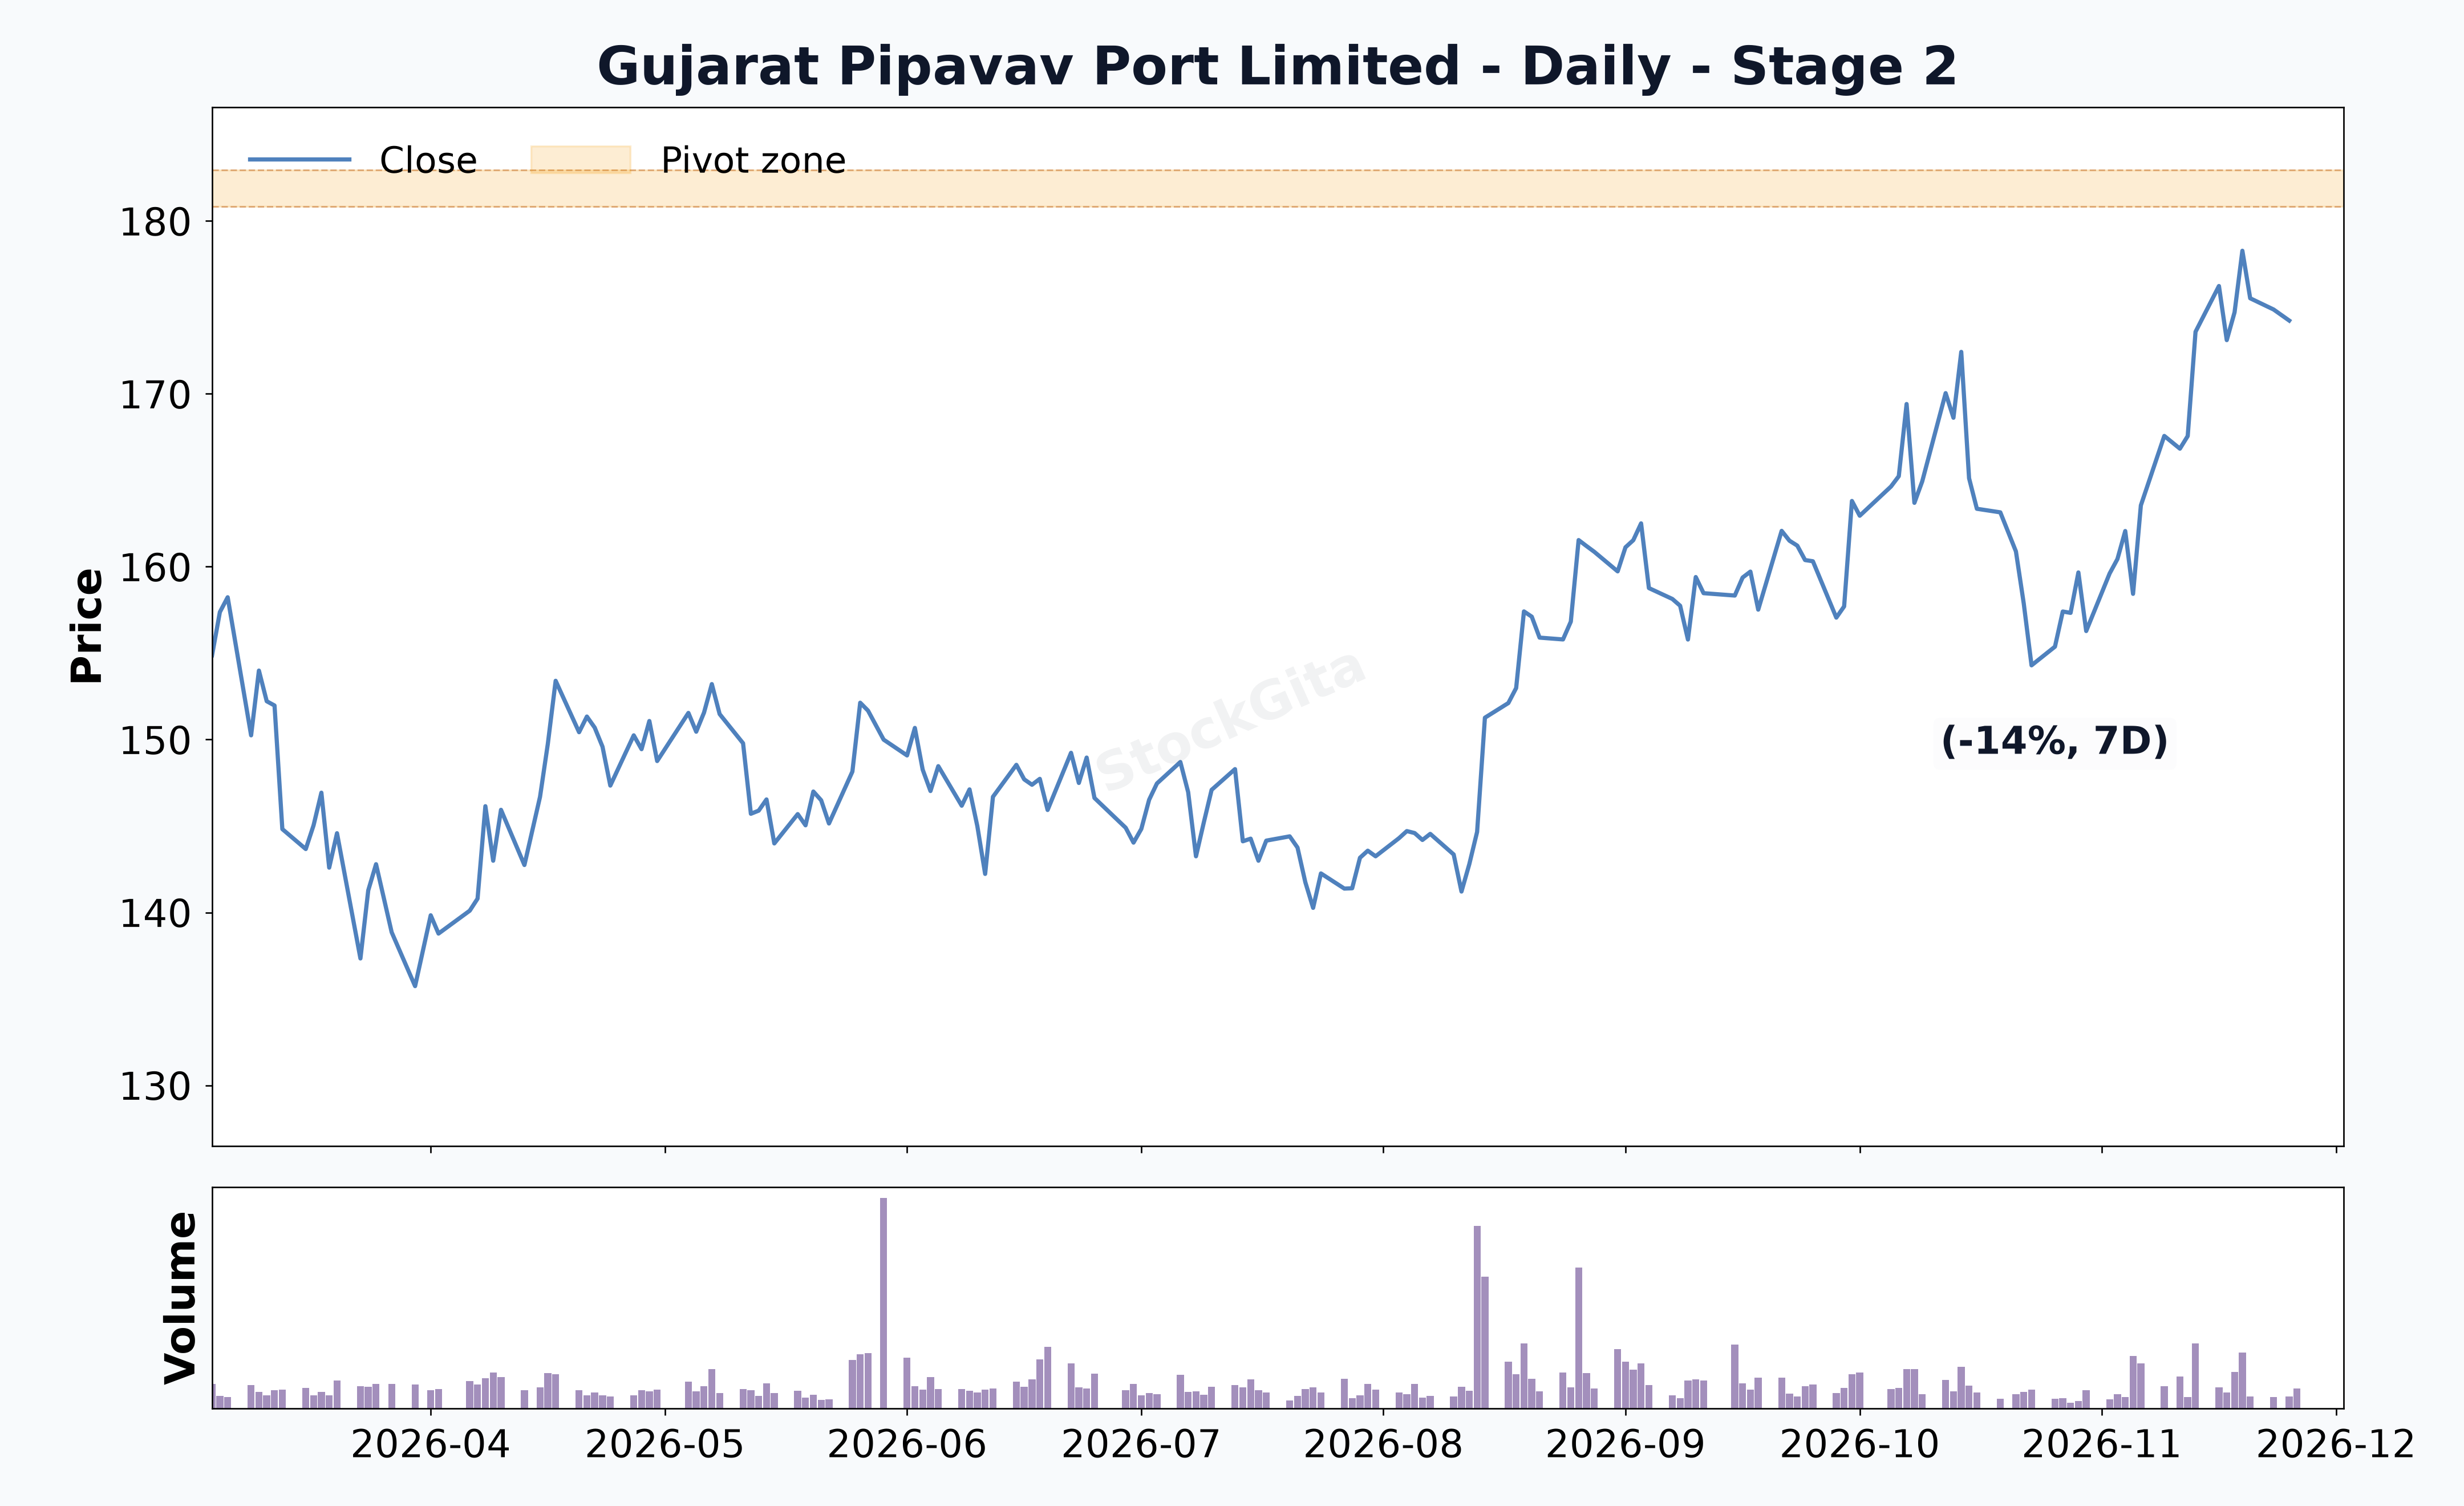 Gujarat Pipavav Port Limited - Daily - Stage 2
Close
Pivot zone
180
170
160
150
140
130
Price
StockGita
(-14%, 7D)
Volume
2026-04
2026-05
2026-06
2026-07
2026-08
2026-09
2026-10
2026-11
2026-12